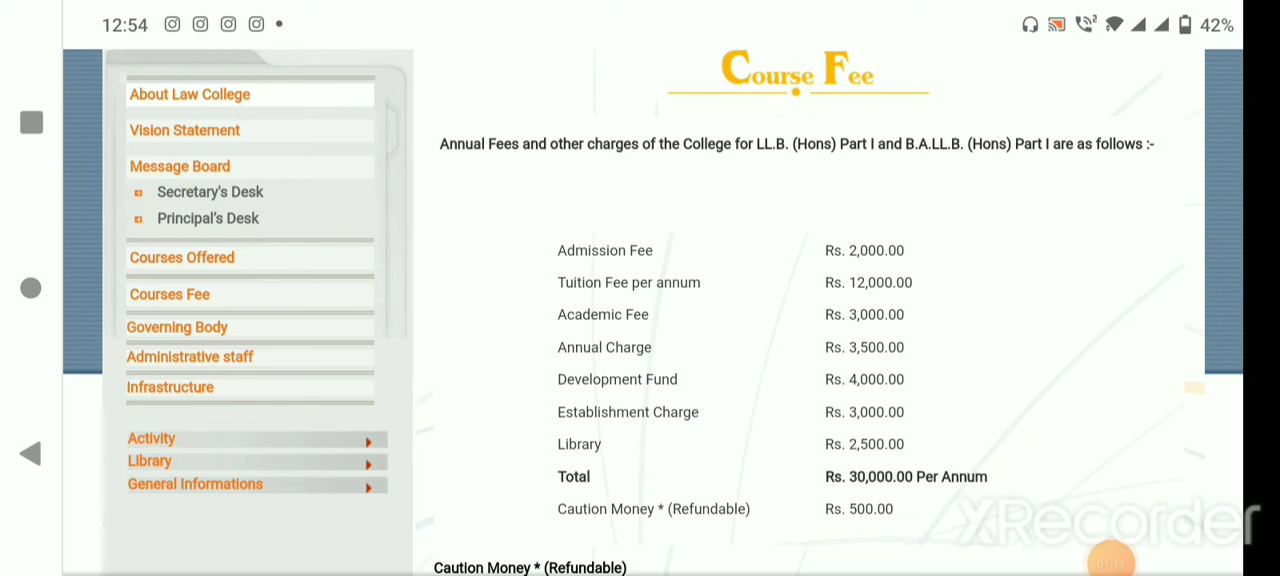 12:54
2
42%
About Law College
Vision Statement
Message Board
Secretary's Desk
Principal's Desk
Courses Offered
Courses Fee
Governing Body
Administrative staff
Infrastructure
Activity
Library
General Informations
Course Fee
Annual Fees and other charges of the College for LL.B. (Hons) Part I and B.A.LL.B. (Hons) Part I are as follows :-
Admission Fee Rs. 2,000.00
Tuition Fee per annum Rs. 12,000.00
Academic Fee Rs. 3,000.00
Annual Charge Rs. 3,500.00
Development Fund Rs. 4,000.00
Establishment Charge Rs. 3,000.00
Library Rs. 2,500.00
Total Rs. 30,000.00 Per Annum
Caution Money * (Refundable) Rs. 500.00
Caution Money * (Refundable)
XRecorder
01:17